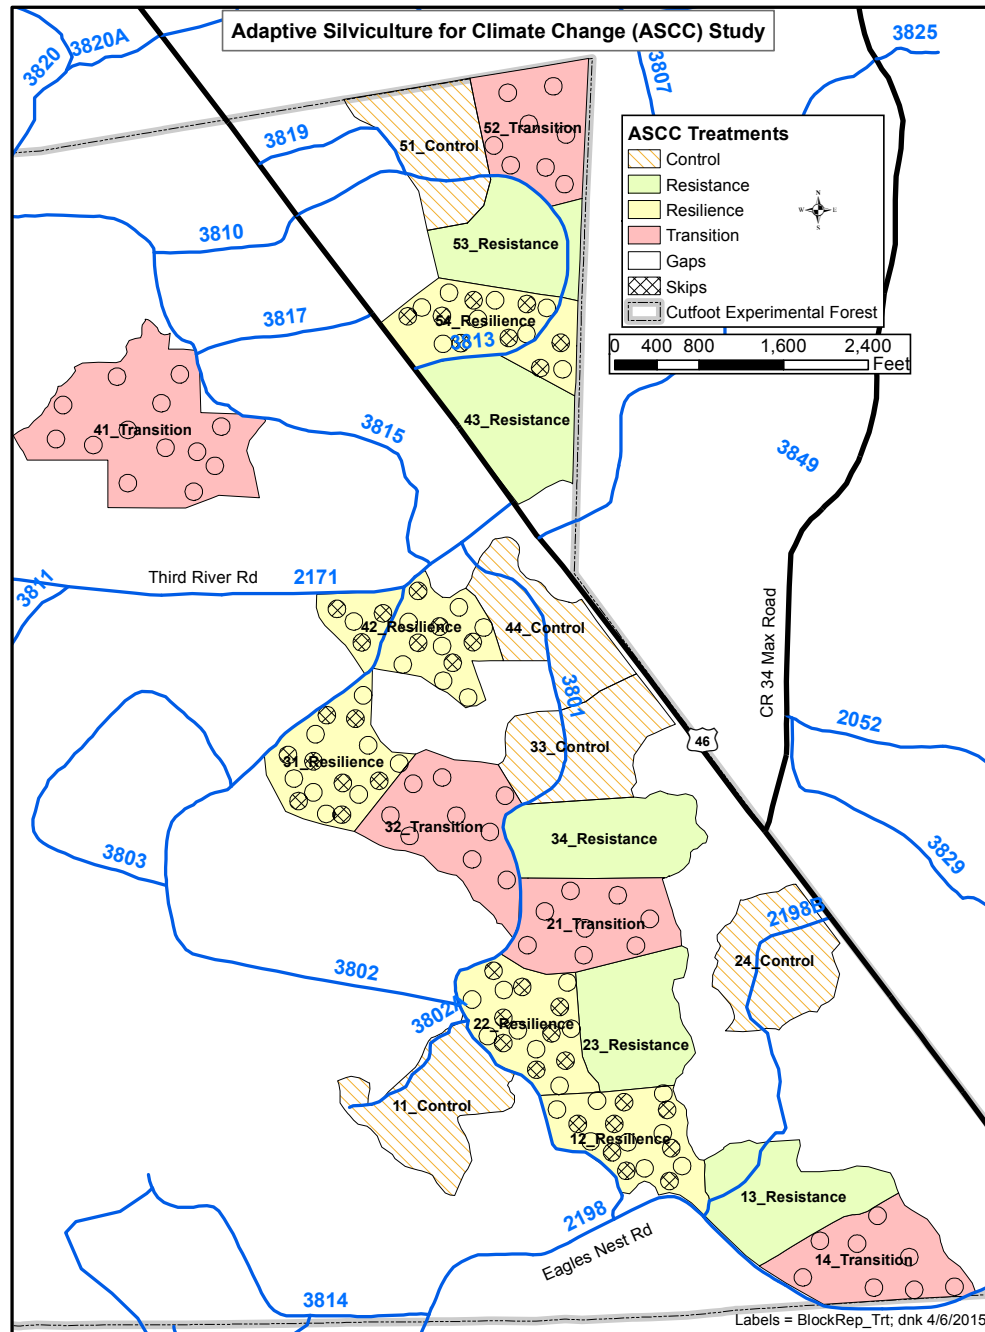 Adaptive Silviculture for Climate Change (ASCC) Study
3820
3820A
3807
3825
3819
51_Control
52_Transition
ASCC Treatments
Control
Resistance
Resilience
Transition
Gaps
Skips
Cutfoot Experimental Forest
N
W
E
S
0 400 800 1,600 2,400
Feet
3810
53_Resistance
3817
54_Resilience
3813
41_Transition
43_Resistance
3815
3849
3811
Third River Rd
2171
42_Resilience
44_Control
CR 34 Max Road
3801
2052
33_Control
46
31_Resilience
32_Transition
34_Resistance
3803
3829
2198B
21_Transition
24_Control
3802
3802A
22_Resilience
23_Resistance
11_Control
12_Resilience
13_Resistance
2198
Eagles Nest Rd
14_Transition
3814
Labels = BlockRep_Trt; dnk 4/6/2015